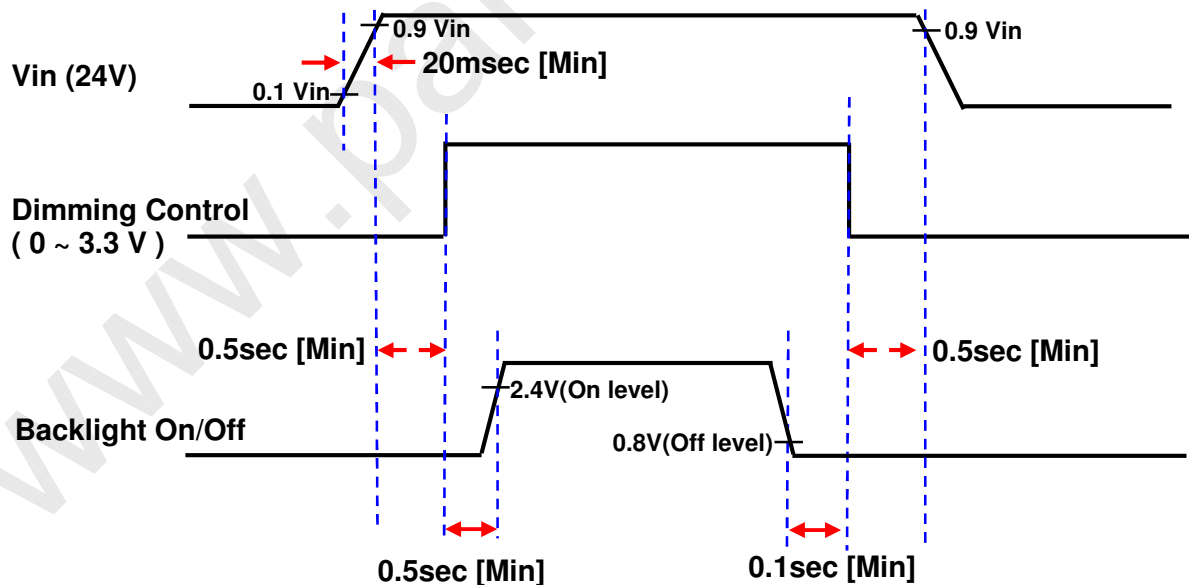 0.9 Vin
0.9 Vin
Vin (24V)
20msec [Min]
0.1 Vin
Dimming Control
( 0 ~ 3.3 V )
0.5sec [Min]
0.5sec [Min]
2.4V(On level)
Backlight On/Off
0.8V(Off level)
0.5sec [Min]
0.1sec [Min]
www.pa